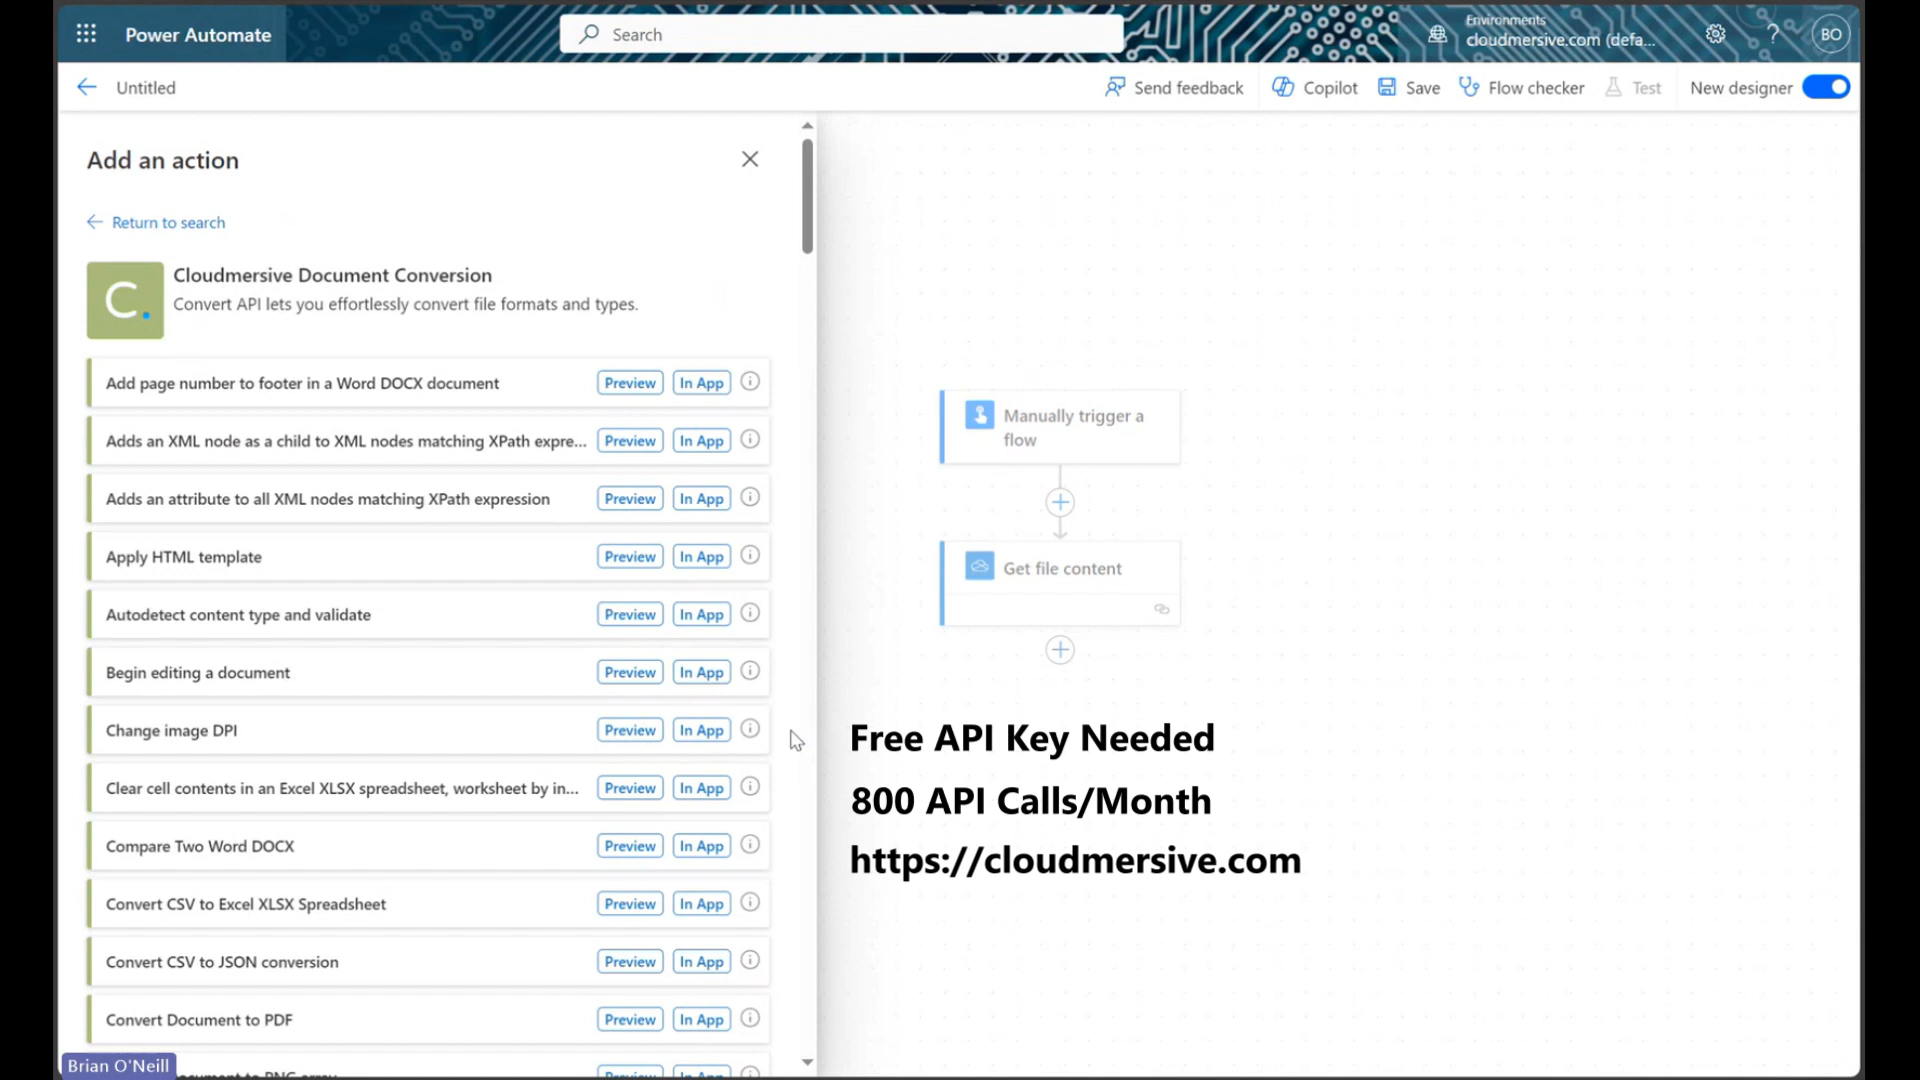 Power Automate
Search
Environments
cloudmersive.com (defa...
BO
Untitled
Send feedback
Copilot
Save
Flow checker
Test
New designer
Add an action
Return to search
C.
Cloudmersive Document Conversion
Convert API lets you effortlessly convert file formats and types.
Add page number to footer in a Word DOCX document Preview In App
Adds an XML node as a child to XML nodes matching XPath expre... Preview In App
Adds an attribute to all XML nodes matching XPath expression Preview In App
Apply HTML template Preview In App
Autodetect content type and validate Preview In App
Begin editing a document Preview In App
Change image DPI Preview In App
Clear cell contents in an Excel XLSX spreadsheet, worksheet by in... Preview In App
Compare Two Word DOCX Preview In App
Convert CSV to Excel XLSX Spreadsheet Preview In App
Convert CSV to JSON conversion Preview In App
Convert Document to PDF Preview In App
Manually trigger a
flow
Get file content
Free API Key Needed
800 API Calls/Month
https://cloudmersive.com
Brian O'Neill